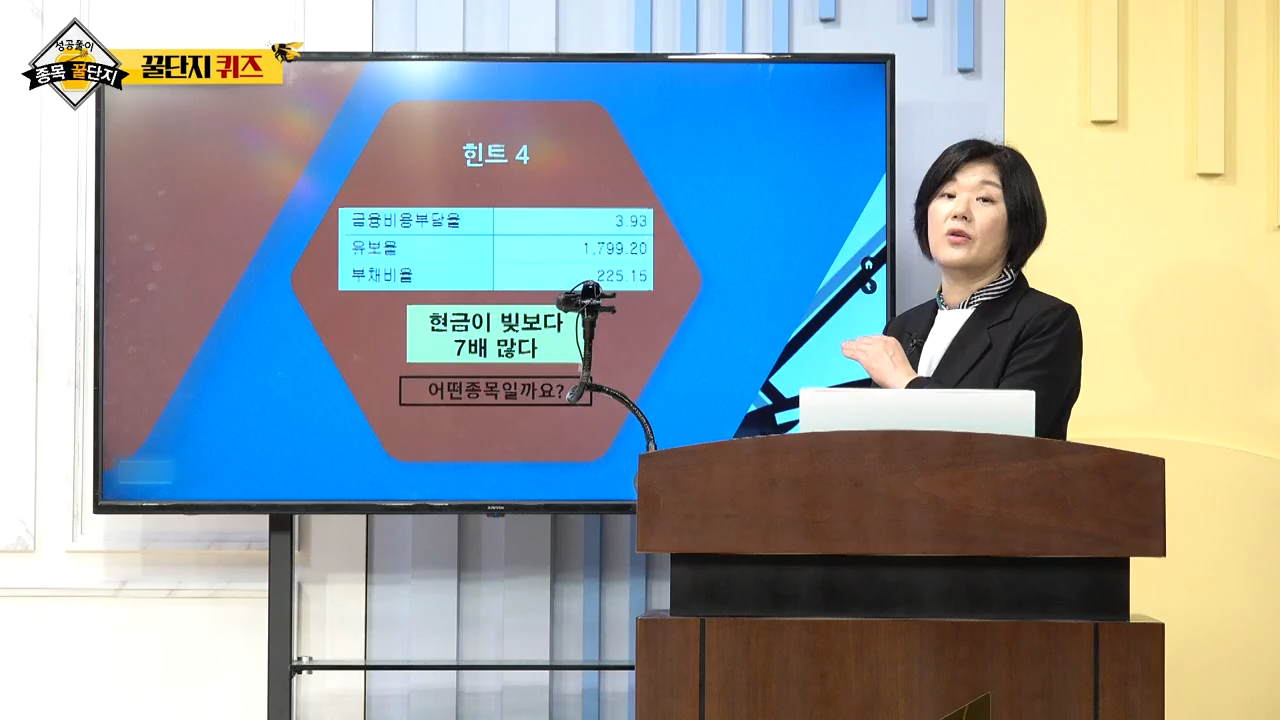 성공풀이
종목 꿀단지
꿀단지 퀴즈
힌트 4
금융비용부담율 3.93
유보율 1,799.20
부채비율 225.15
현금이 빚보다
7배 많다
어떤종목일까요?